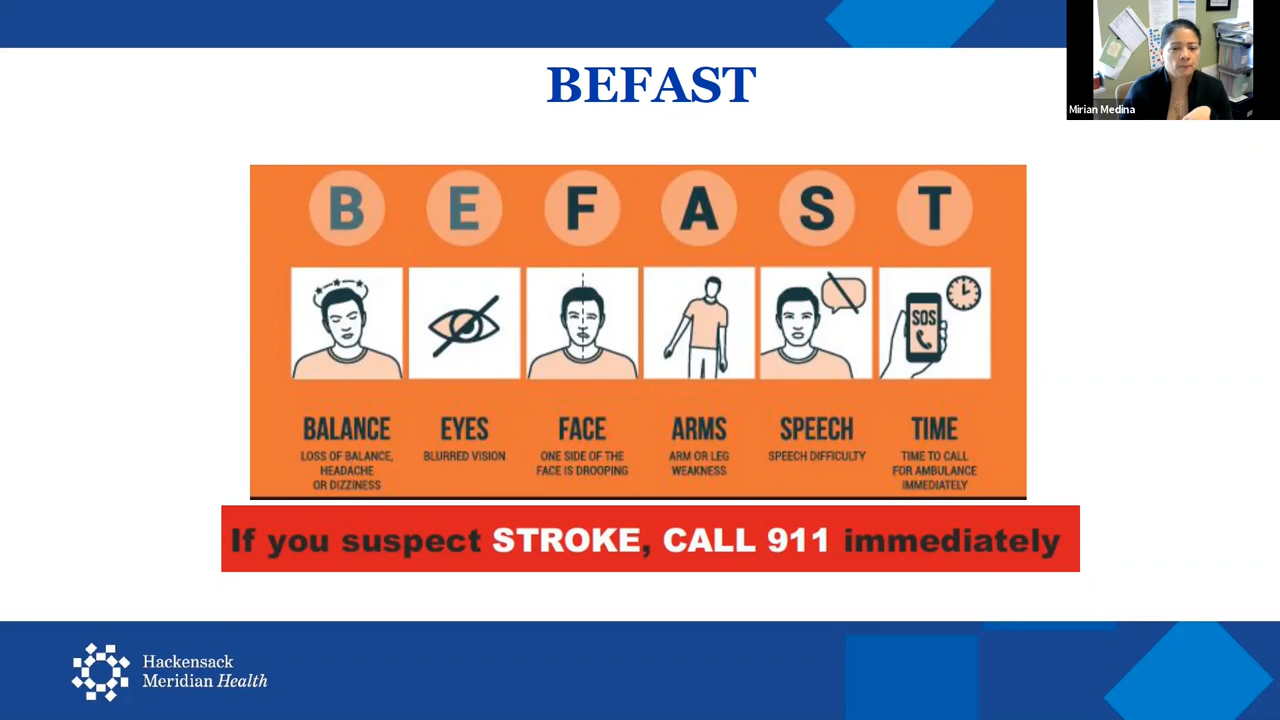 BEFAST
Mirian Medina
B E F A S T
SOS
BALANCE
LOSS OF BALANCE,
HEADACHE
OR DIZZINESS
EYES
BLURRED VISION
FACE
ONE SIDE OF THE
FACE IS DROOPING
ARMS
ARM OR LEG
WEAKNESS
SPEECH
SPEECH DIFFICULTY
TIME
TIME TO CALL
FOR AMBULANCE
IMMEDIATELY
If you suspect STROKE, CALL 911 immediately
Hackensack
Meridian Health